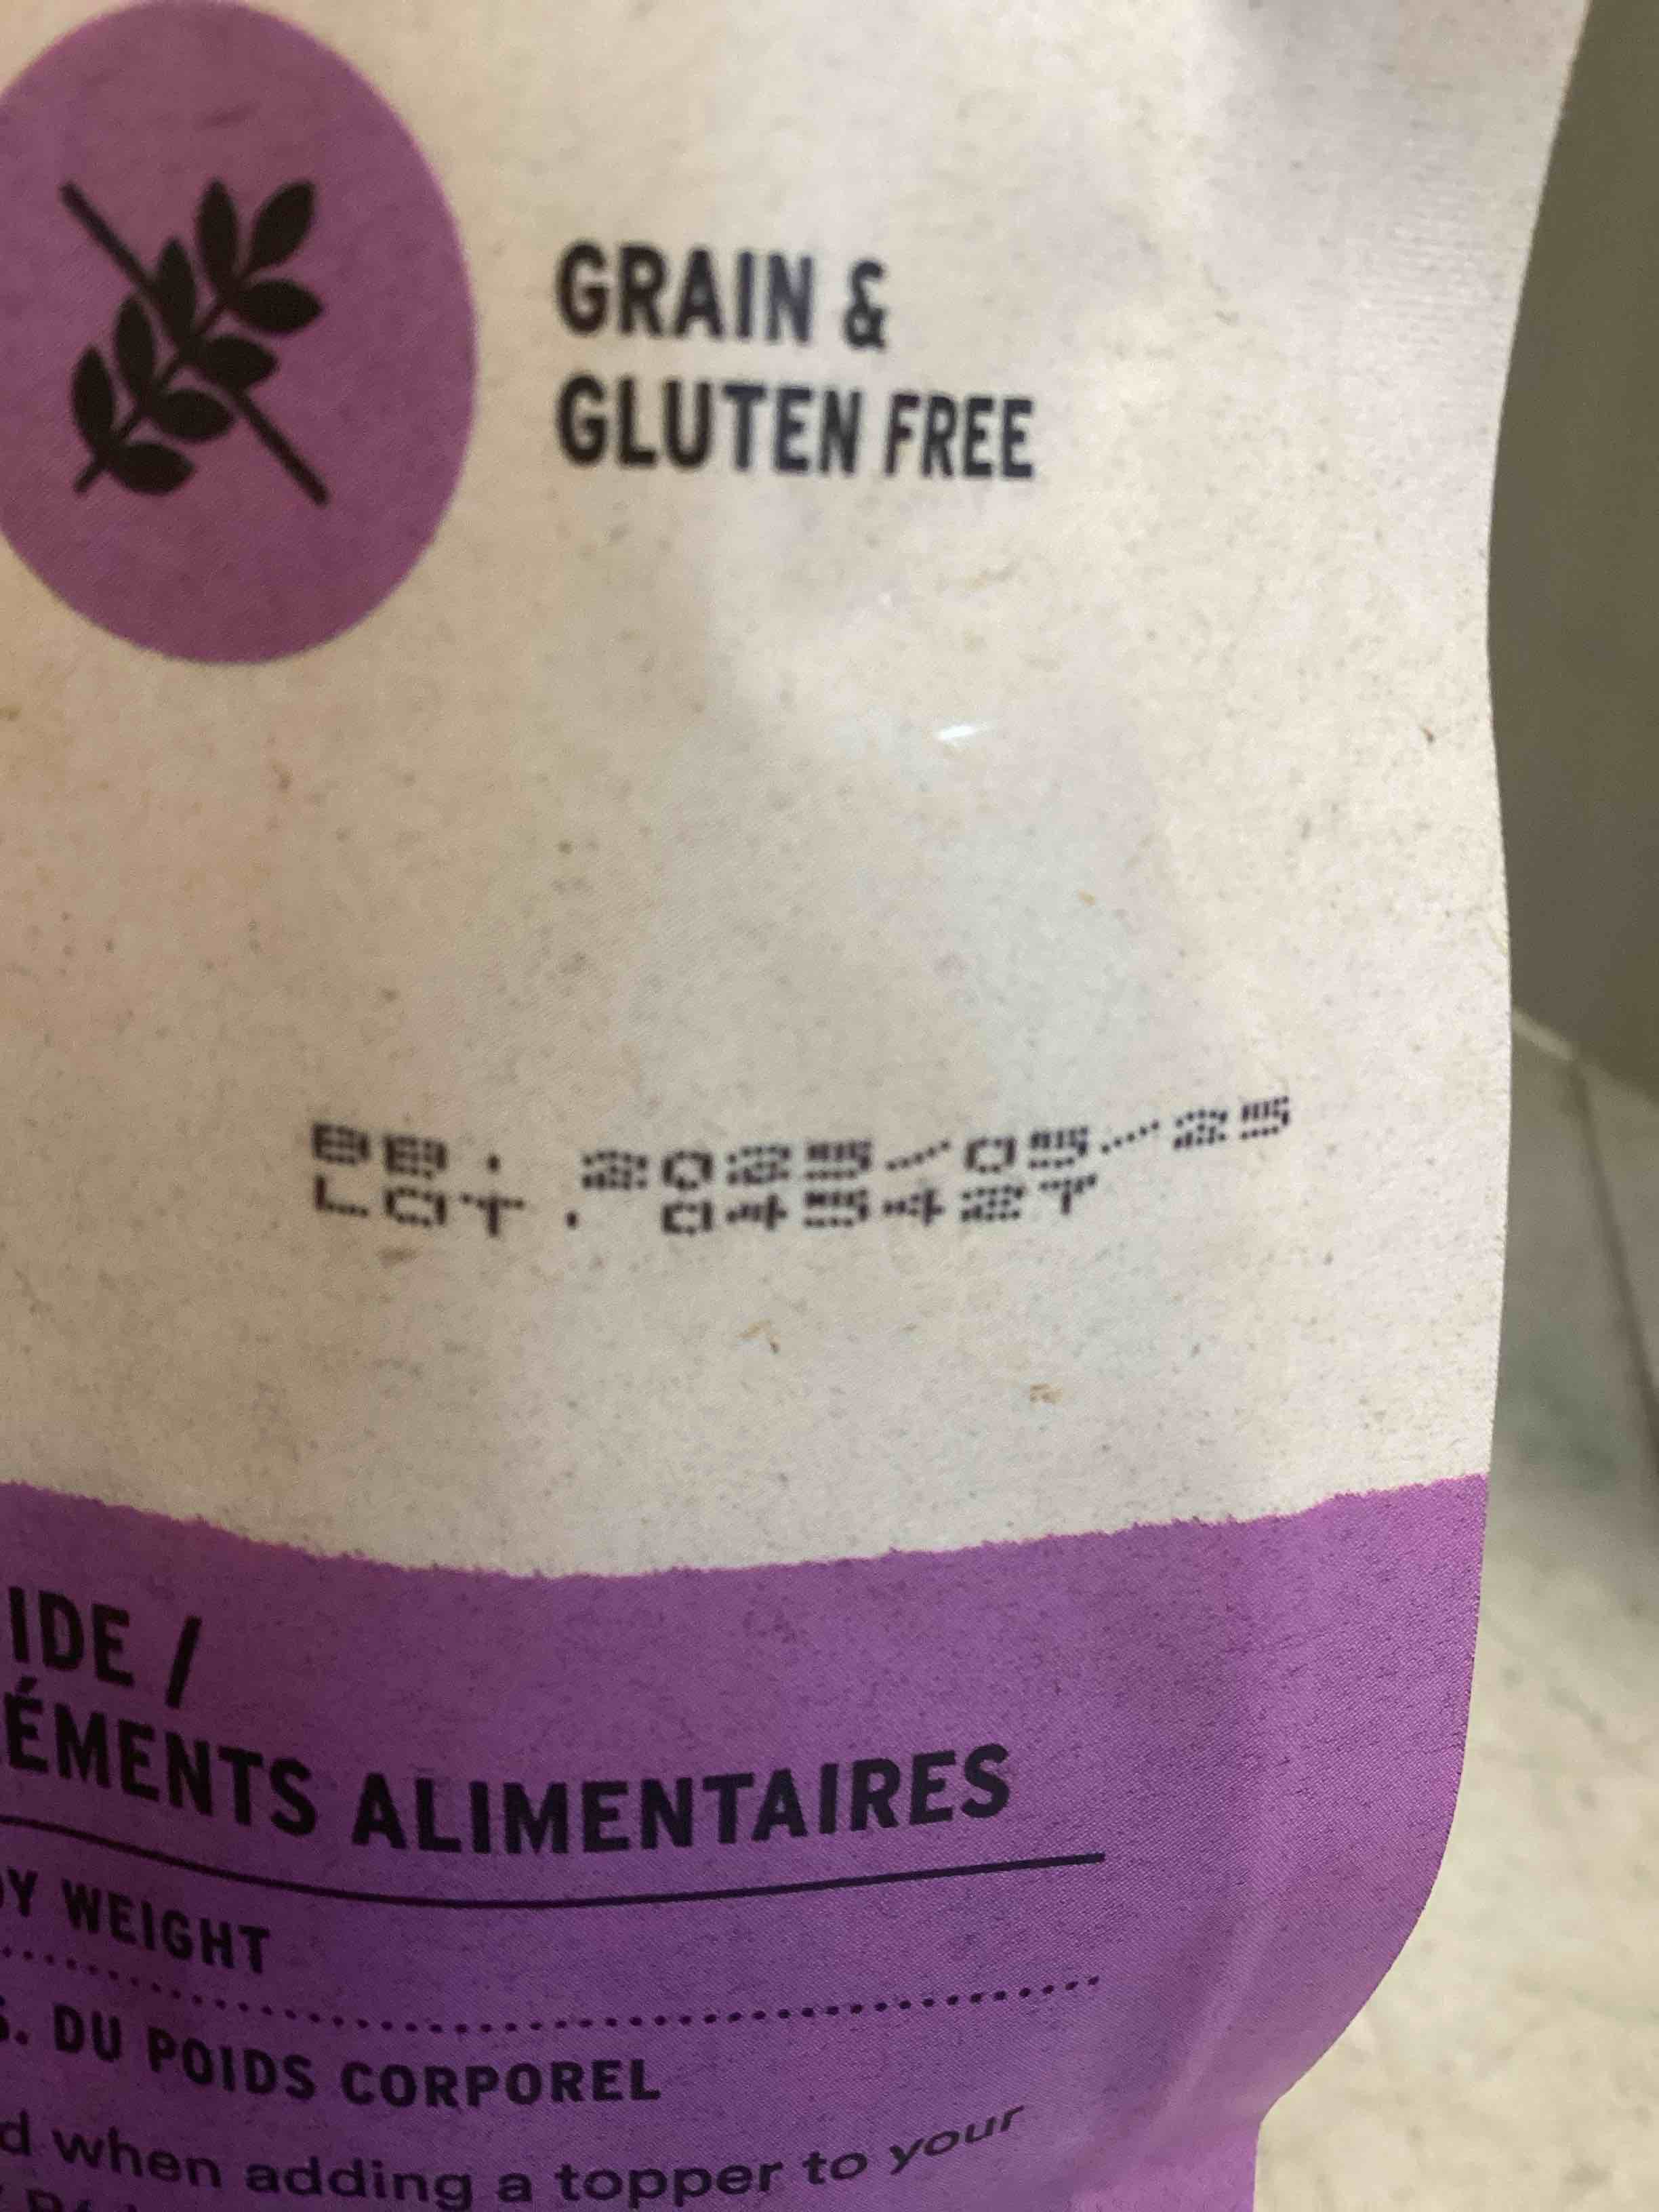 GRAIN &
GLUTEN FREE
BB: 2025/05/25
LOT: 045427
IDE /
ÉMENTS ALIMENTAIRES
Y WEIGHT
. DU POIDS CORPOREL
d when adding a topper to your